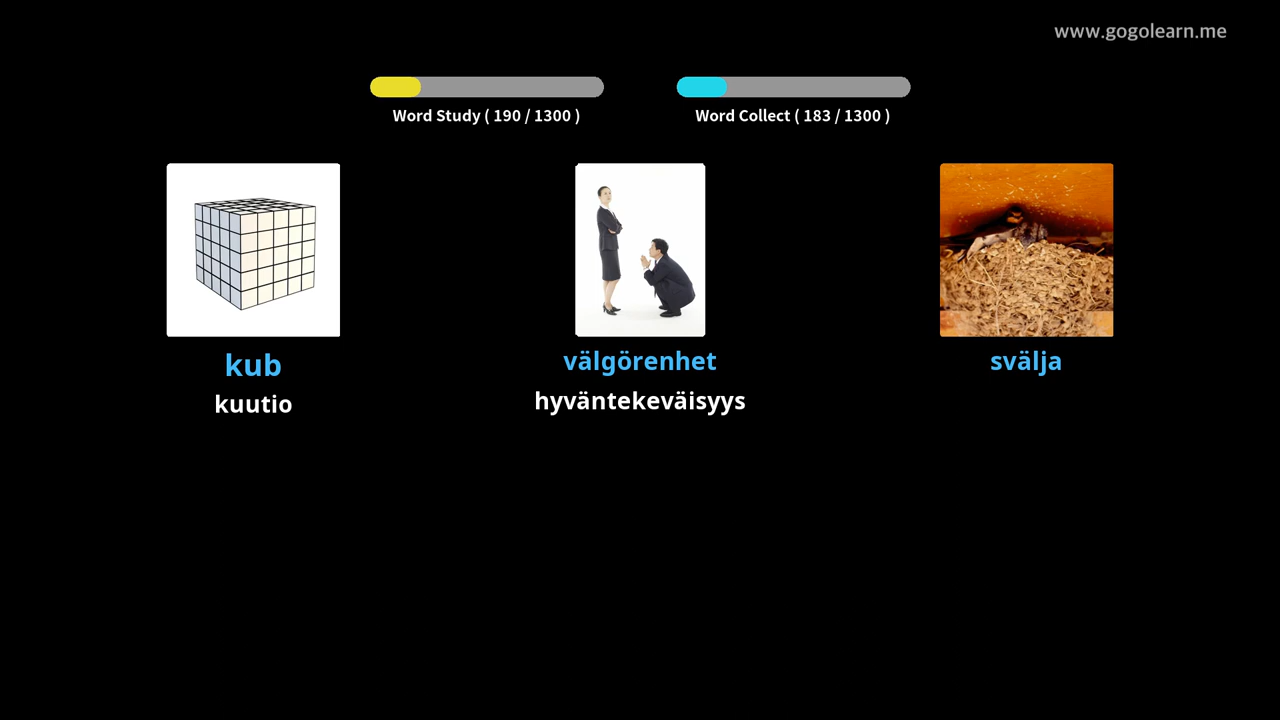 www.gogolearn.me
Word Study ( 190 / 1300 )
Word Collect ( 183 / 1300 )
kub
kuutio
välgörenhet
hyväntekeväisyys
svälja